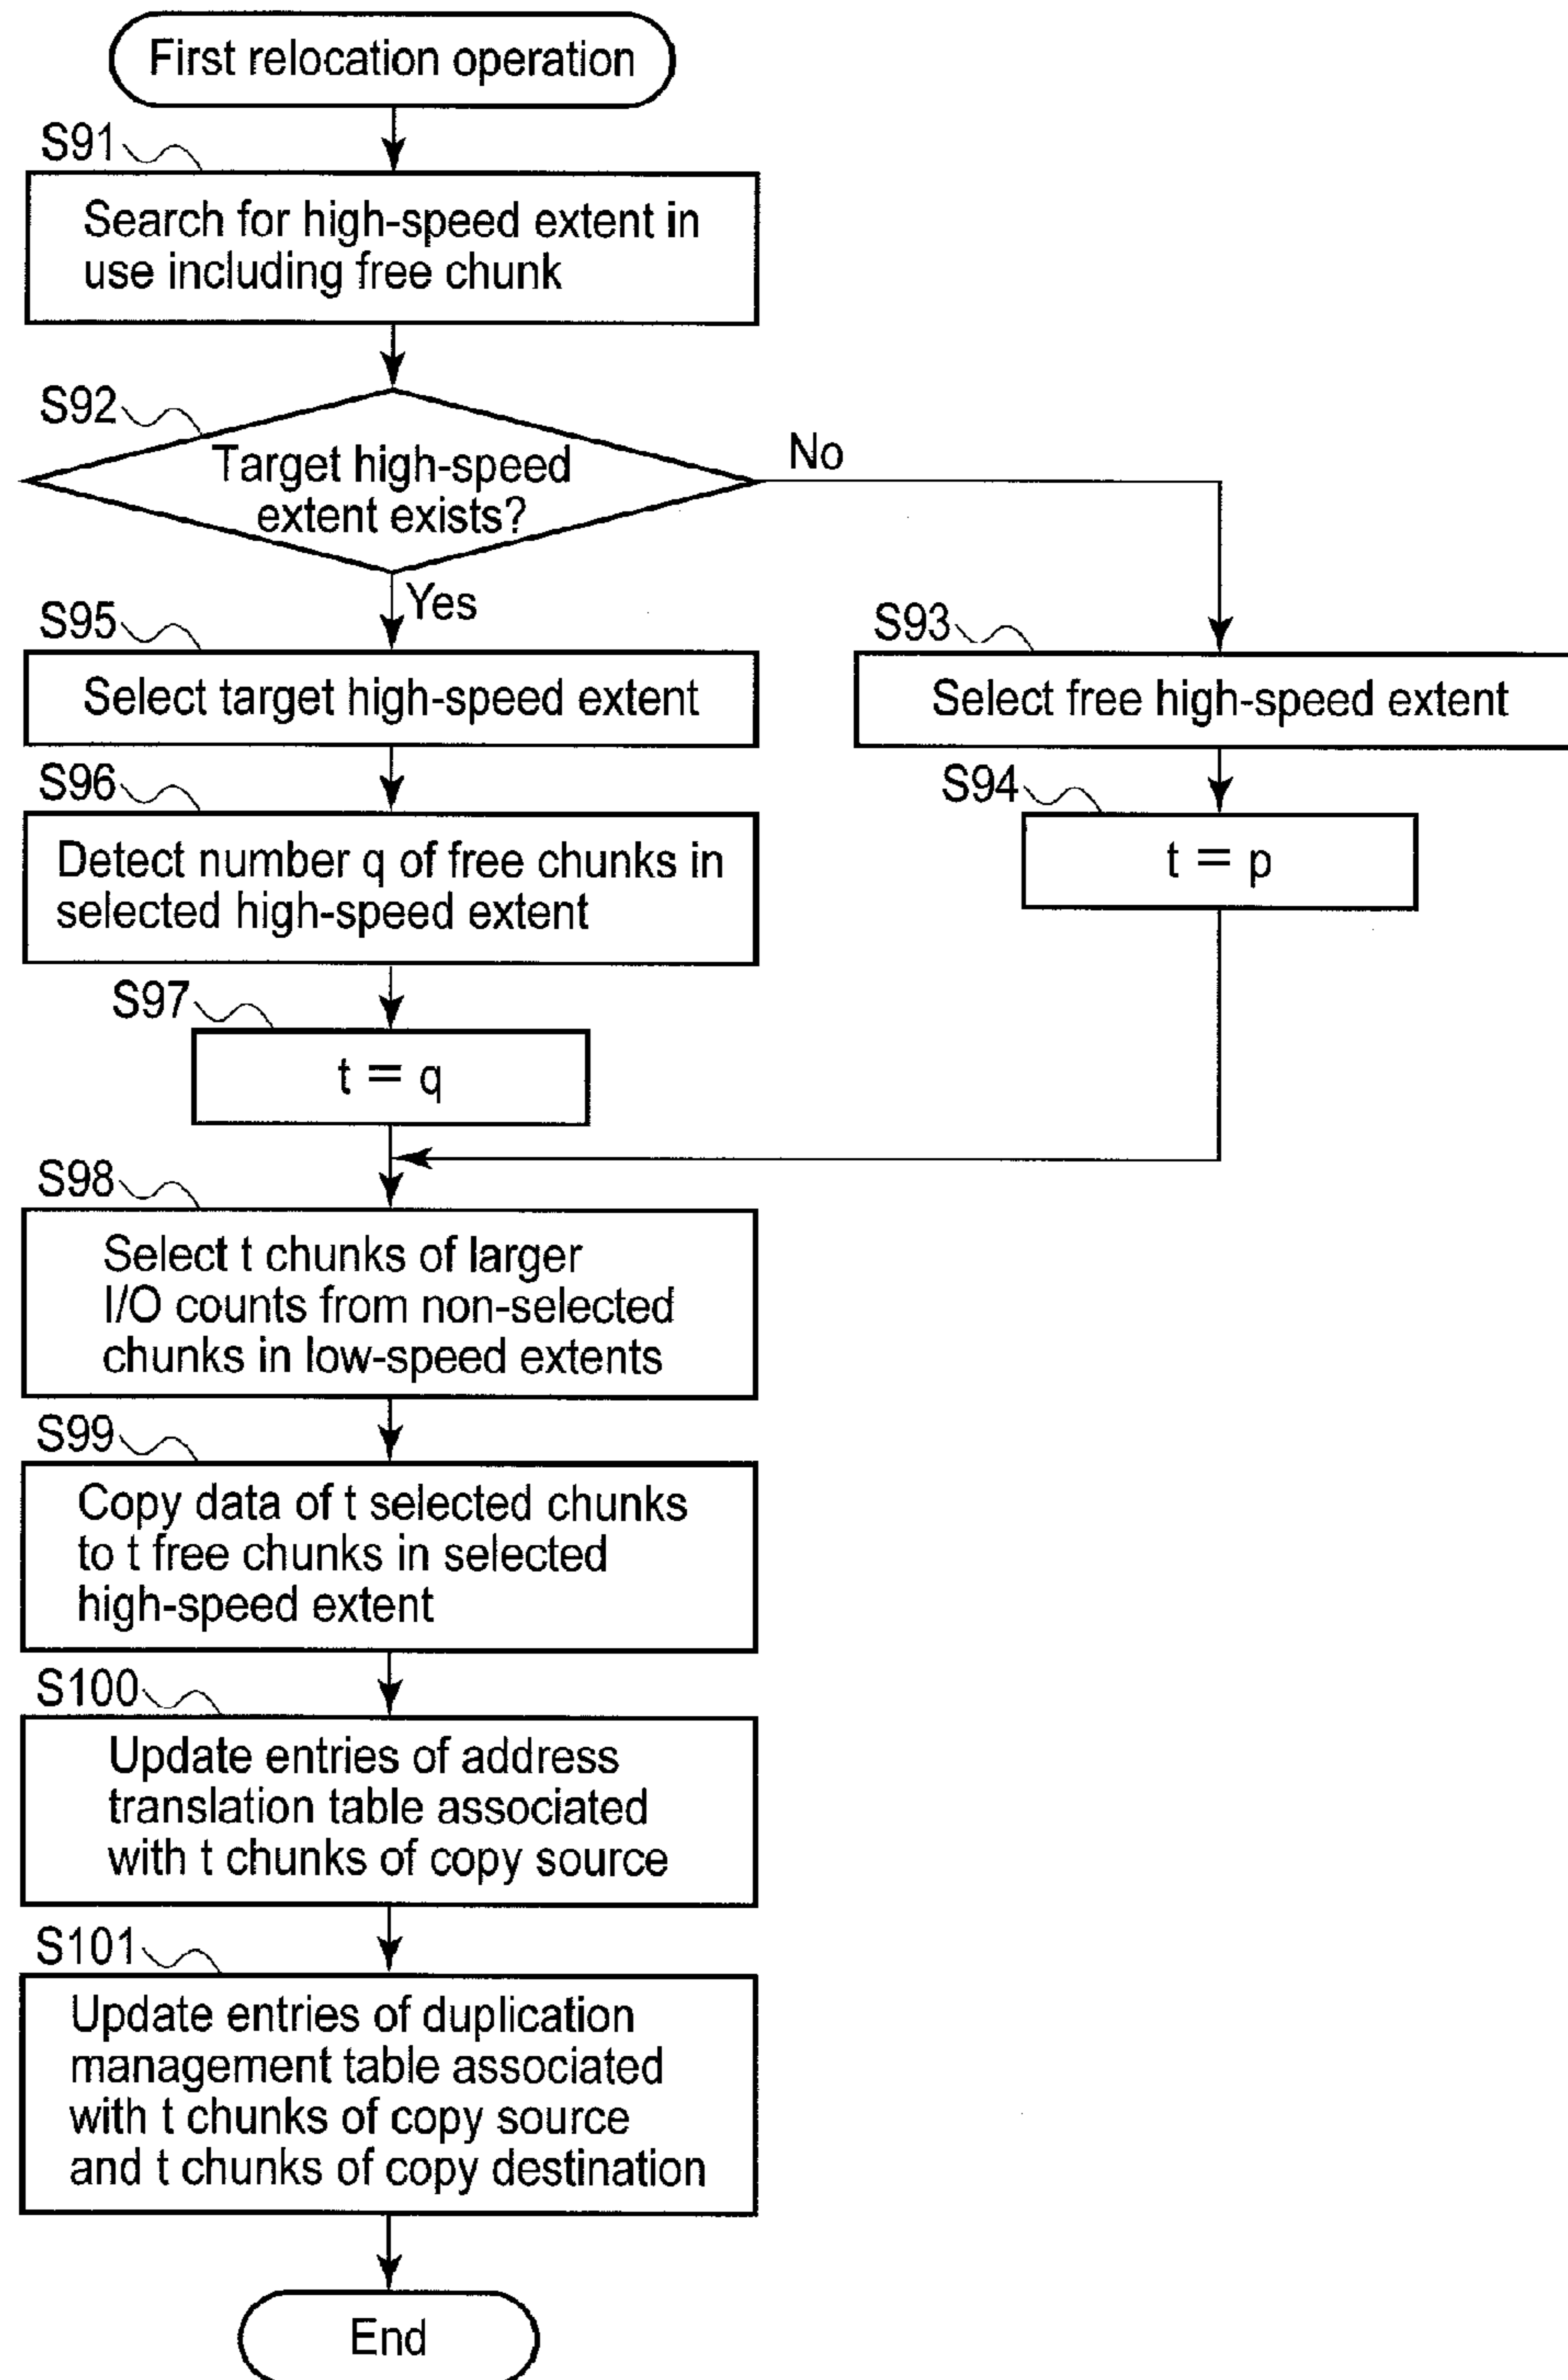 First relocation operation
S91
Search for high-speed extent in
use including free chunk
S92
Target high-speed
extent exists?
No
Yes
S95
Select target high-speed extent
S93
Select free high-speed extent
S96
Detect number q of free chunks in
selected high-speed extent
S94
t = p
S97
t = q
S98
Select t chunks of larger
I/O counts from non-selected
chunks in low-speed extents
S99
Copy data of t selected chunks
to t free chunks in selected
high-speed extent
S100
Update entries of address
translation table associated
with t chunks of copy source
S101
Update entries of duplication
management table associated
with t chunks of copy source
and t chunks of copy destination
End